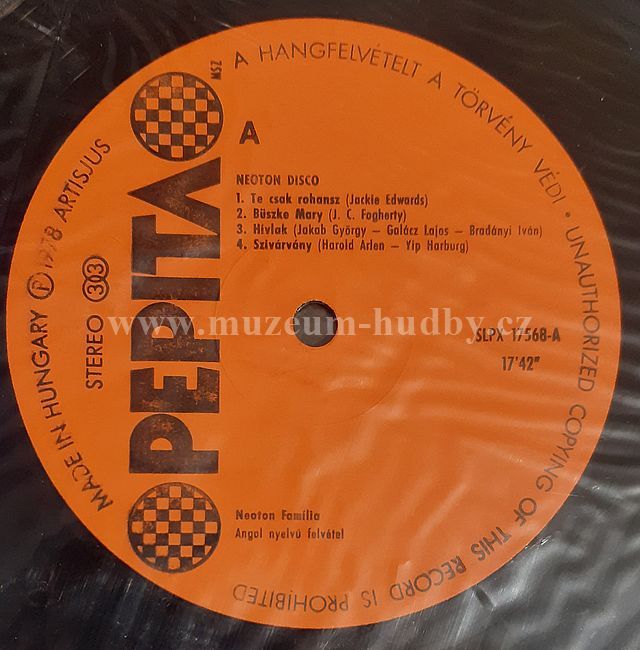 A HANGFELVÉTELT A TÖRVÉNY VÉDI • UNAUTHORIZED COPYING OF THIS RECORD IS PROHIBITED
MADE IN HUNGARY Ⓟ 1978 ARTISJUS
STEREO 33
PEPITA
MSZ
A
NEOTON DISCO
1. Te csak rohansz (Jackie Edwards)
2. Büszke Mary (J. C. Fogherty)
3. Hívlak (Jakab György – Galácz Lajos – Bradányi Iván)
4. Szivárvány (Harold Arlen – Yip Harburg)
www.muzeum-hudby.cz
SLPX 17568-A
17'42"
Neoton Família
Angol nyelvű felvétel